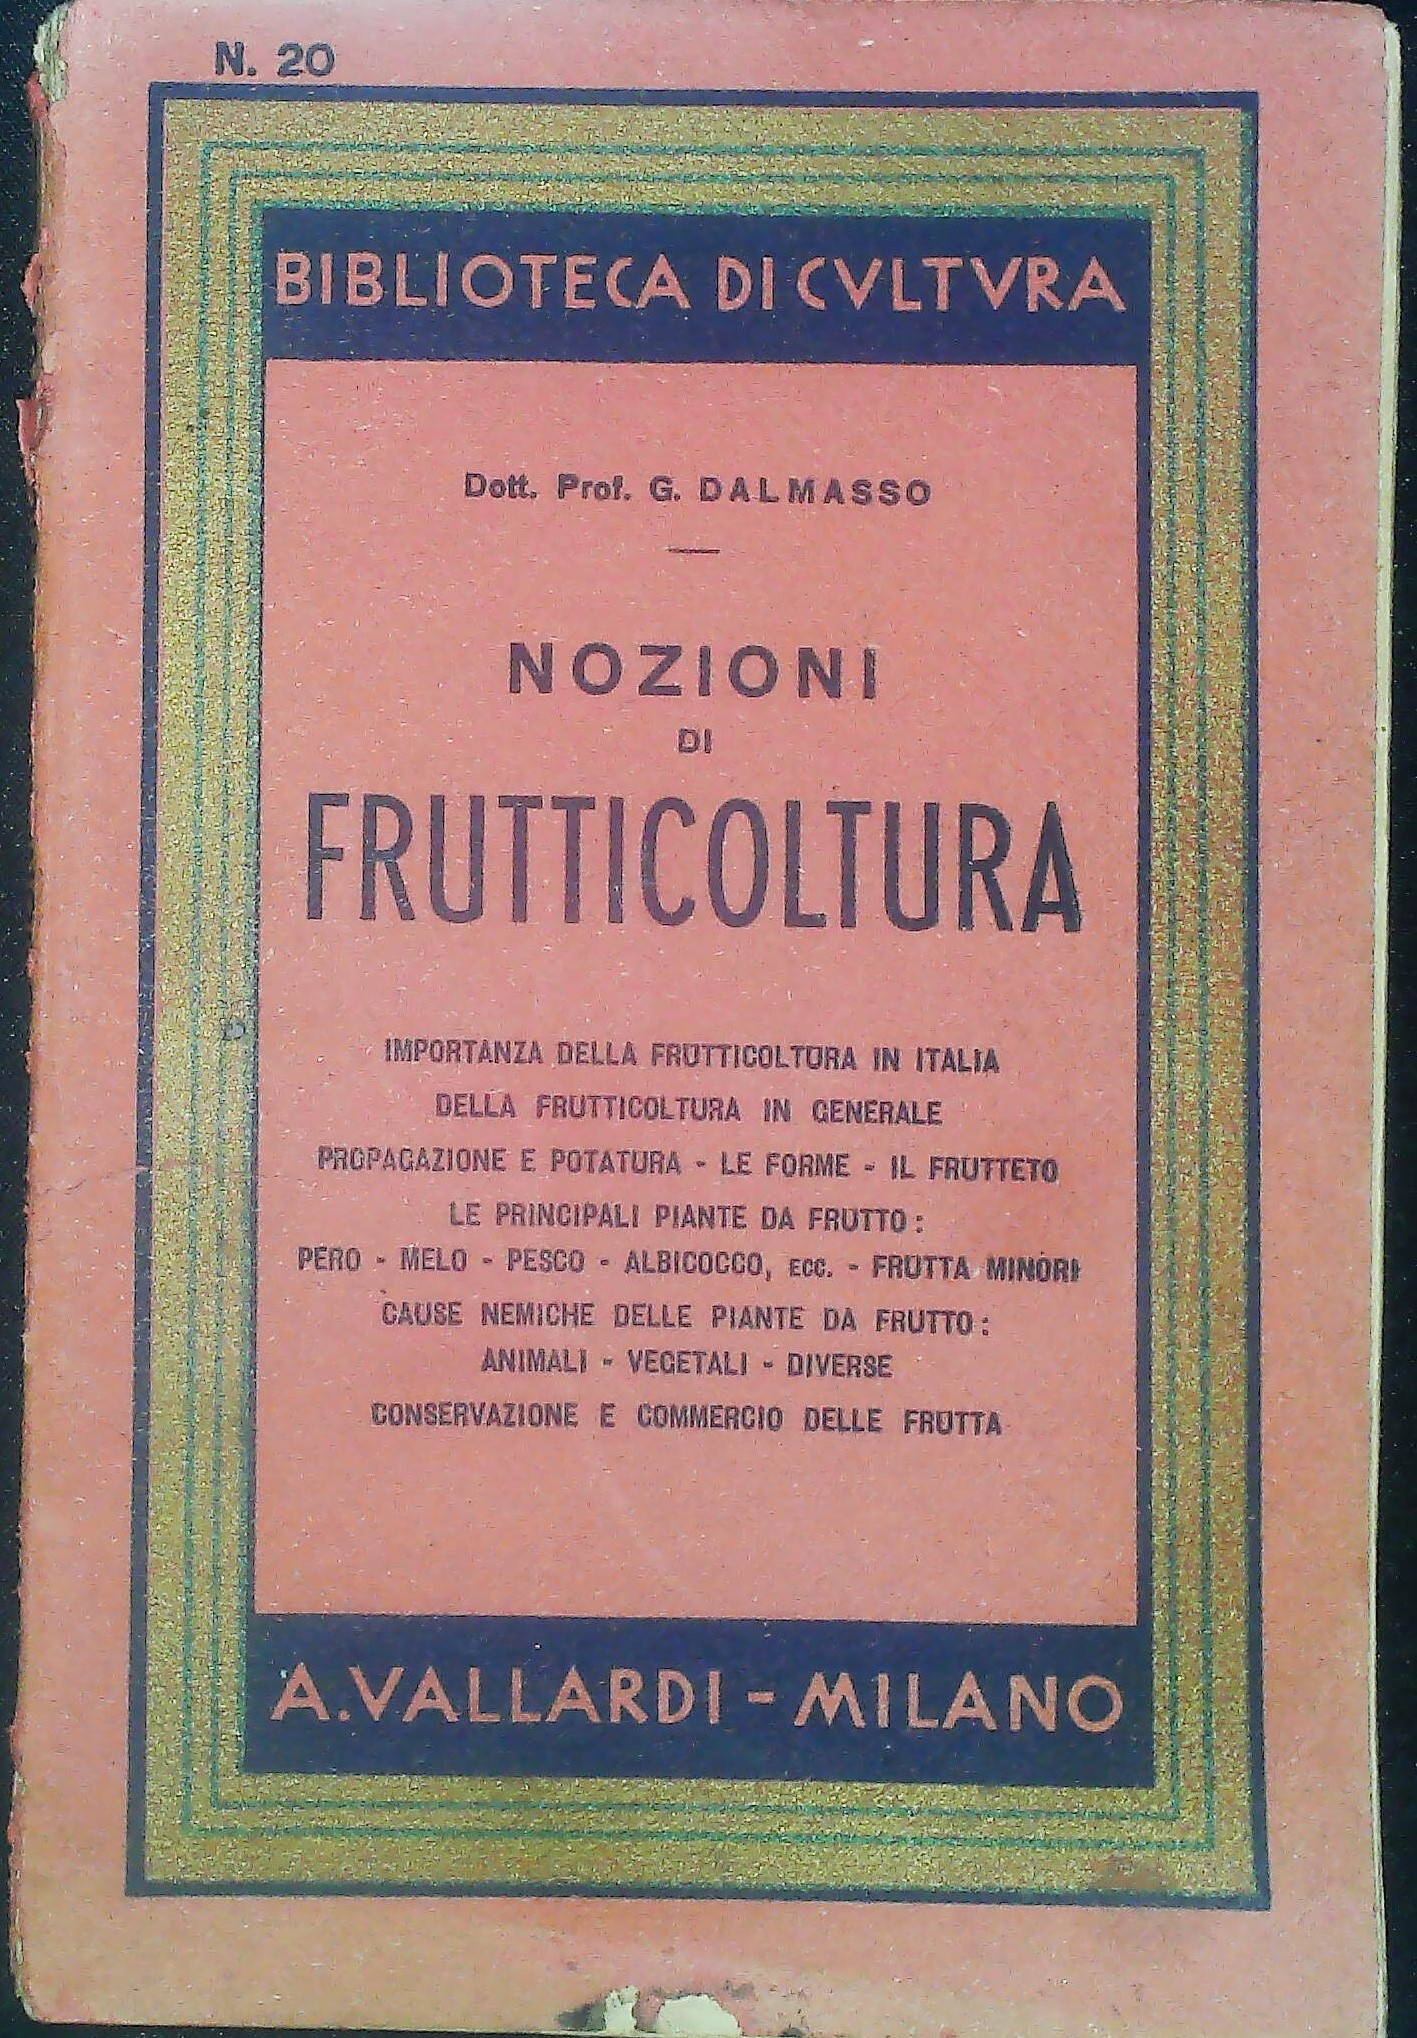 N. 20
BIBLIOTECA DI CVLTVRA
Dott. Prof. G. DALMASSO
NOZIONI
DI
FRUTTICOLTURA
IMPORTANZA DELLA FRUTTICOLTURA IN ITALIA
DELLA FRUTTICOLTURA IN GENERALE
PROPAGAZIONE E POTATURA - LE FORME - IL FRUTTETO
LE PRINCIPALI PIANTE DA FRUTTO :
PERO - MELO - PESCO - ALBICOCCO, ECC. - FRUTTA MINORI
CAUSE NEMICHE DELLE PIANTE DA FRUTTO :
ANIMALI - VEGETALI - DIVERSE
CONSERVAZIONE E COMMERCIO DELLE FRUTTA
A. VALLARDI - MILANO